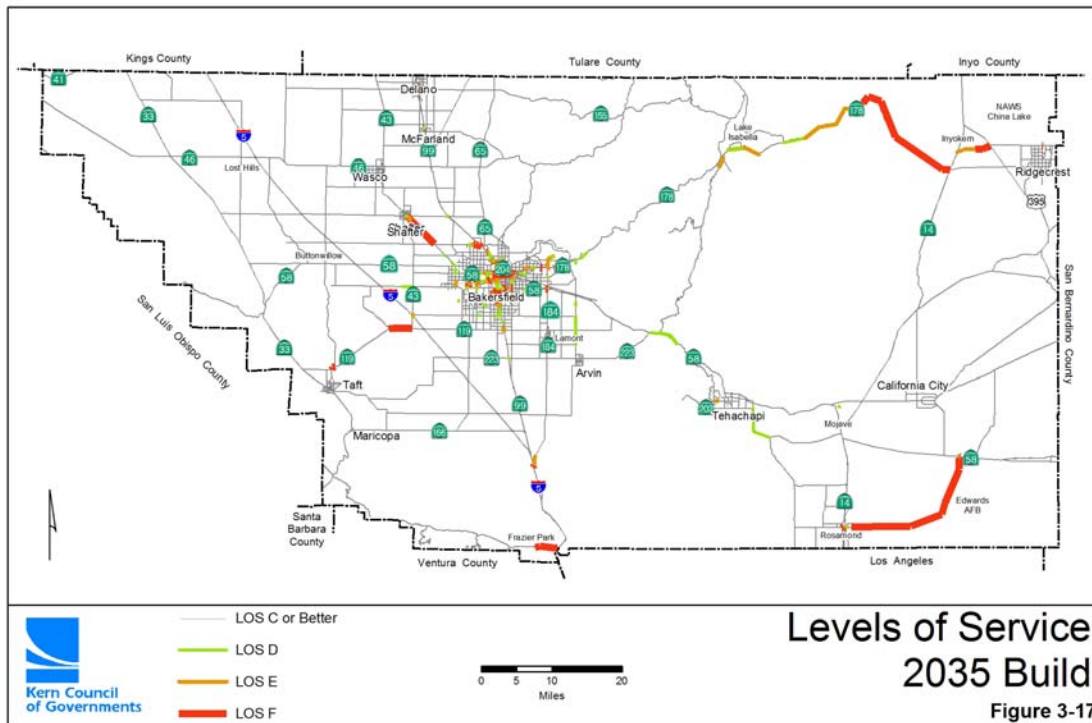 Kings County
Tulare County
Inyo County
41
Delano
33
43
155
178
NAWS
China Lake
5
McFarland
Lake
Isabella
Inyokern
46
99
65
Lost Hills
46
Wasco
Ridgecrest
178
395
Shafter
65
14
Buttonwillow
58
204
178
58
58
58
Bakersfield
5
43
184
San Bernardino County
San Luis Obispo County
119
Lamont
33
119
184
223
223
58
Taft
Arvin
California City
99
202
Tehachapi
Maricopa
166
Mojave
58
5
14
Edwards
AFB
Santa
Barbara
County
Frazier Park
Rosamond
Ventura County
Los Angeles
LOS C or Better
LOS D
LOS E
LOS F
Kern Council
of Governments
0 5 10 20
Miles
Levels of Service
2035 Build
Figure 3-17